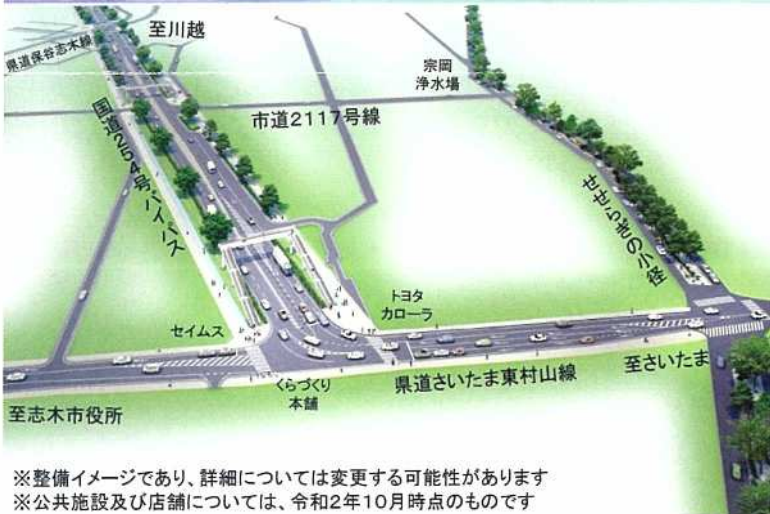 至川越
県道保谷志木線
宗岡
浄水場
市道2117号線
国道254号バイパス
せせらぎの小径
トヨタ
カローラ
セイムス
くらづくり
本舗
県道さいたま東村山線
至さいたま
至志木市役所
※整備イメージであり、詳細については変更する可能性があります
※公共施設及び店舗については、令和2年10月時点のものです